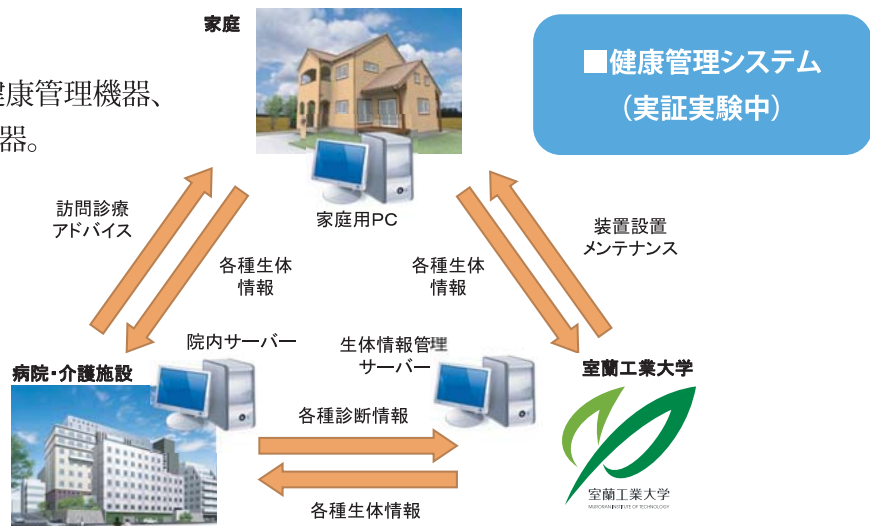 家庭
■健康管理システム
（実証実験中）
健康管理機器、
器。
家庭用PC
訪問診療
アドバイス
各種生体
情報
各種生体
情報
装置設置
メンテナンス
院内サーバー
生体情報管理
サーバー
病院・介護施設
室蘭工業大学
各種診断情報
各種生体情報
室蘭工業大学
MURORAN INSTITUTE OF TECHNOLOGY